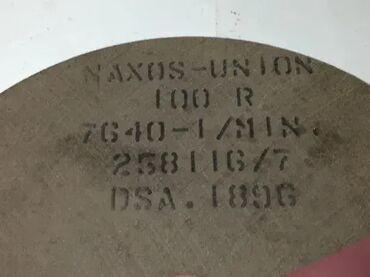 NAXOS-UNION
100 R
7640-1/MIN.
258116/7
DSA.1896